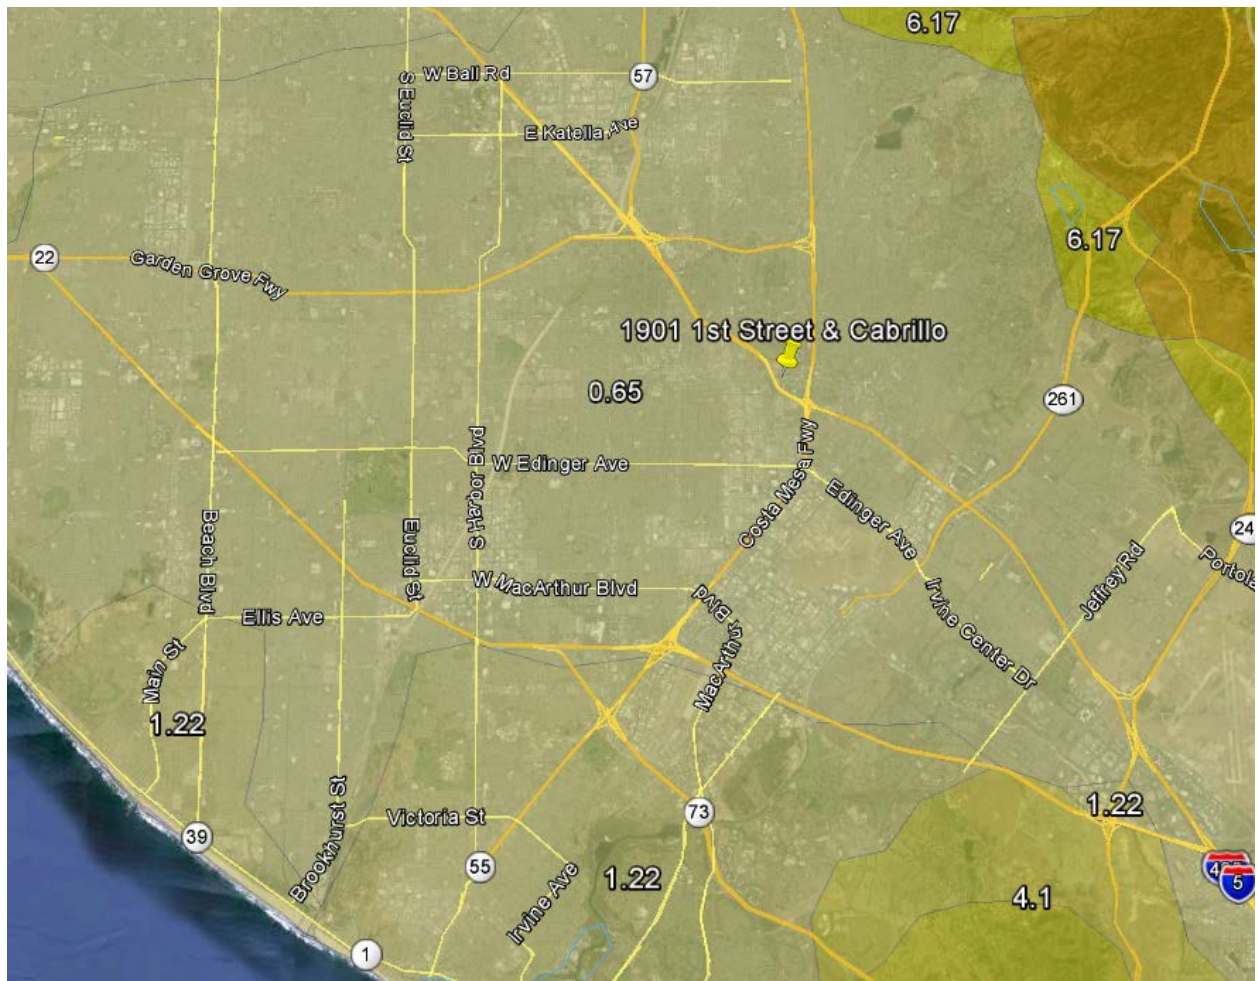 6.17
W Ball Rd
57
S Euclid St
E Katella Ave
6.17
22
Garden Grove Fwy
1901 1st Street & Cabrillo
0.65
261
S Harbor Blvd
W Edinger Ave
Costa Mesa Fwy
Edinger Ave
Beach Blvd
Euclid St
24
Jeffrey Rd
Portola
W MacArthur Blvd
MacArthur Blvd
Irvine Center Dr
Ellis Ave
Main St
1.22
Brookhurst St
Victoria St
73
1.22
39
55
Irvine Ave
1.22
4.1
5
1